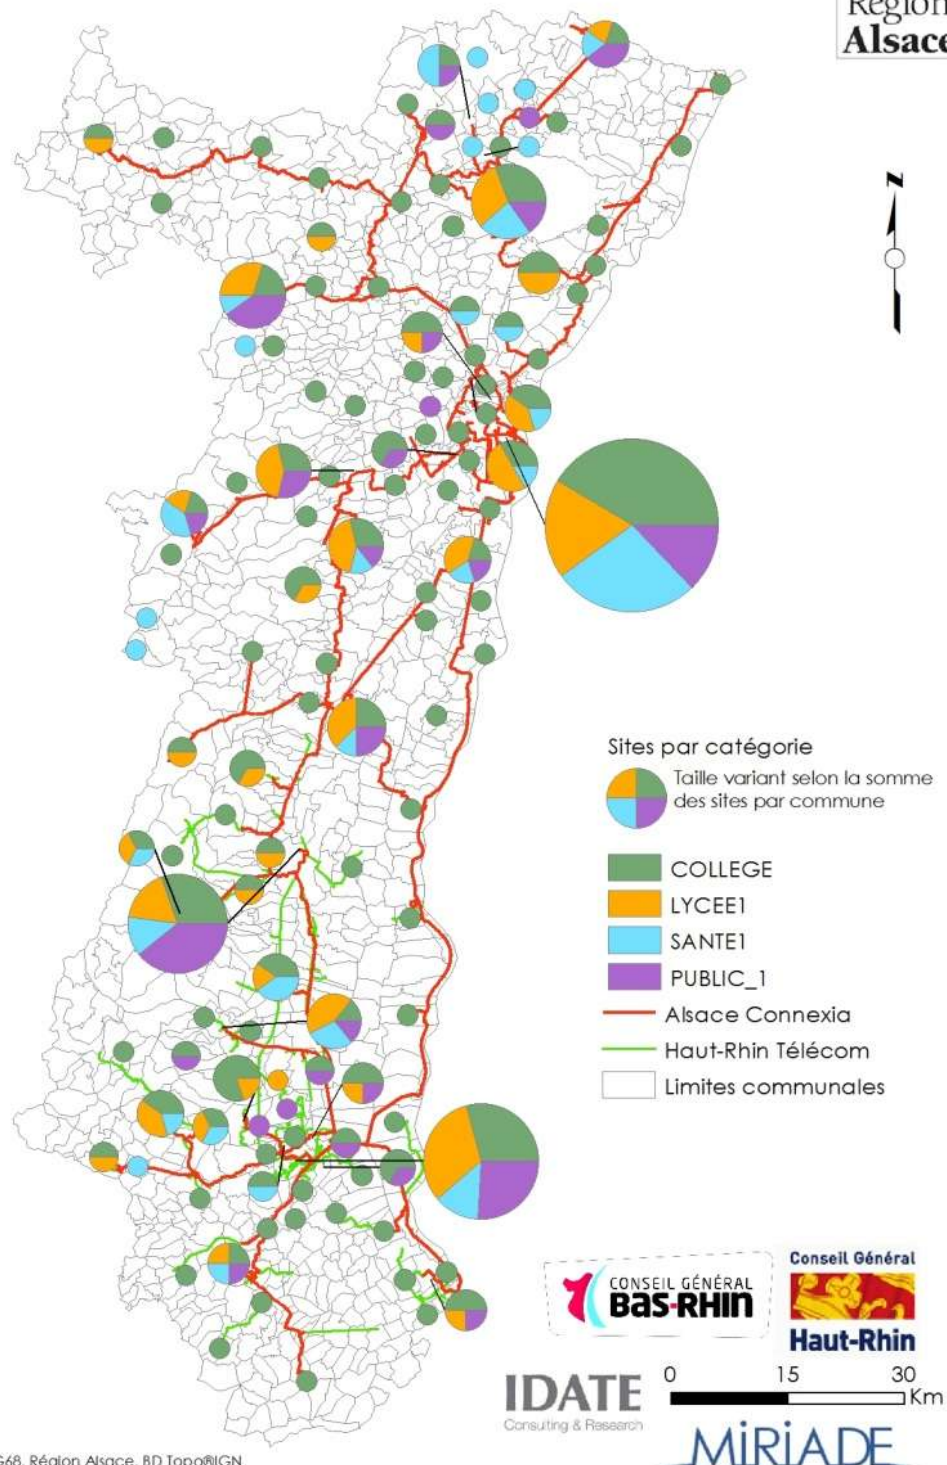 Région
Alsace
N
Sites par catégorie
Taille variant selon la somme
des sites par commune
COLLEGE
LYCEE1
SANTE1
PUBLIC_1
Alsace Connexia
Haut-Rhin Télécom
Limites communales
CONSEIL GÉNÉRAL
BAS-RHIN
Conseil Général
Haut-Rhin
IDATE
Consulting & Research
0 15 30
Km
MiRiADE
G68, Région Alsace, BD Topo®IGN